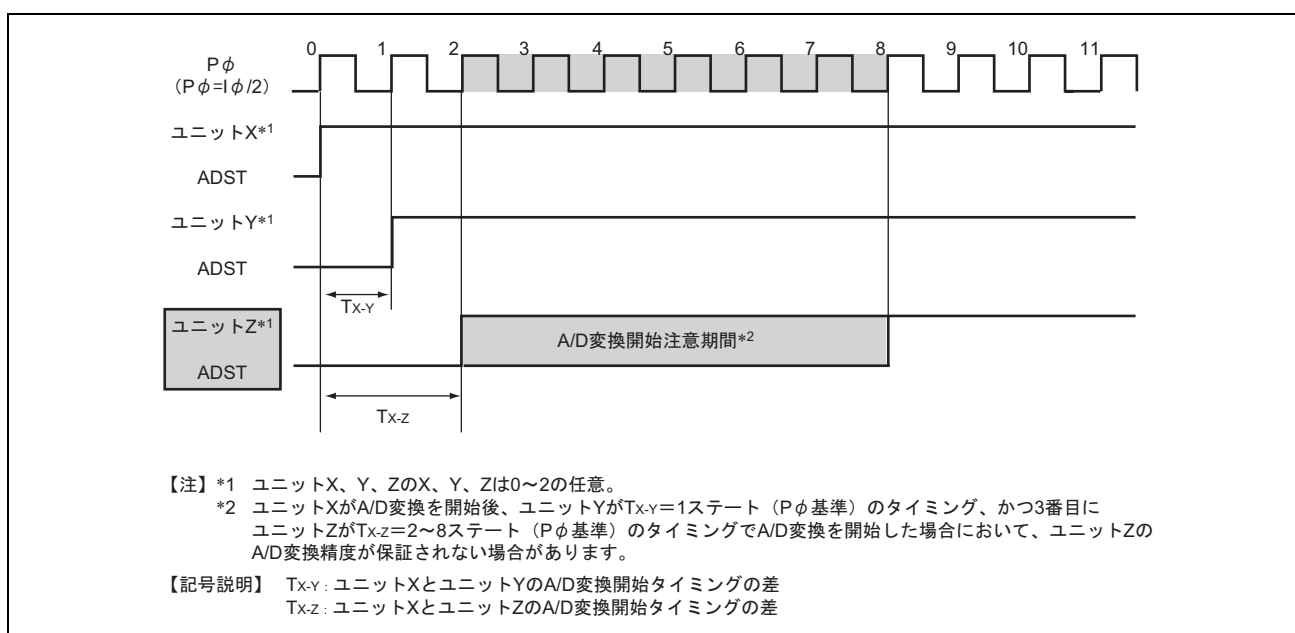 0 1 2 3 4 5 6 7 8 9 10 11
Pφ
（Pφ=Iφ/2）
ユニットX*1
ADST
ユニットY*1
ADST
TX-Y
ユニットZ*1
A/D変換開始注意期間*2
ADST
TX-Z
【注】*1 ユニットX、Y、ZのX、Y、Zは0～2の任意。
*2 ユニットXがA/D変換を開始後、ユニットYがTX-Y＝1ステート（Pφ基準）のタイミング、かつ3番目に
ユニットZがTX-Z＝2～8ステート（Pφ基準）のタイミングでA/D変換を開始した場合において、ユニットZの
A/D変換精度が保証されない場合があります。
【記号説明】 TX-Y : ユニットXとユニットYのA/D変換開始タイミングの差
TX-Z : ユニットXとユニットZのA/D変換開始タイミングの差